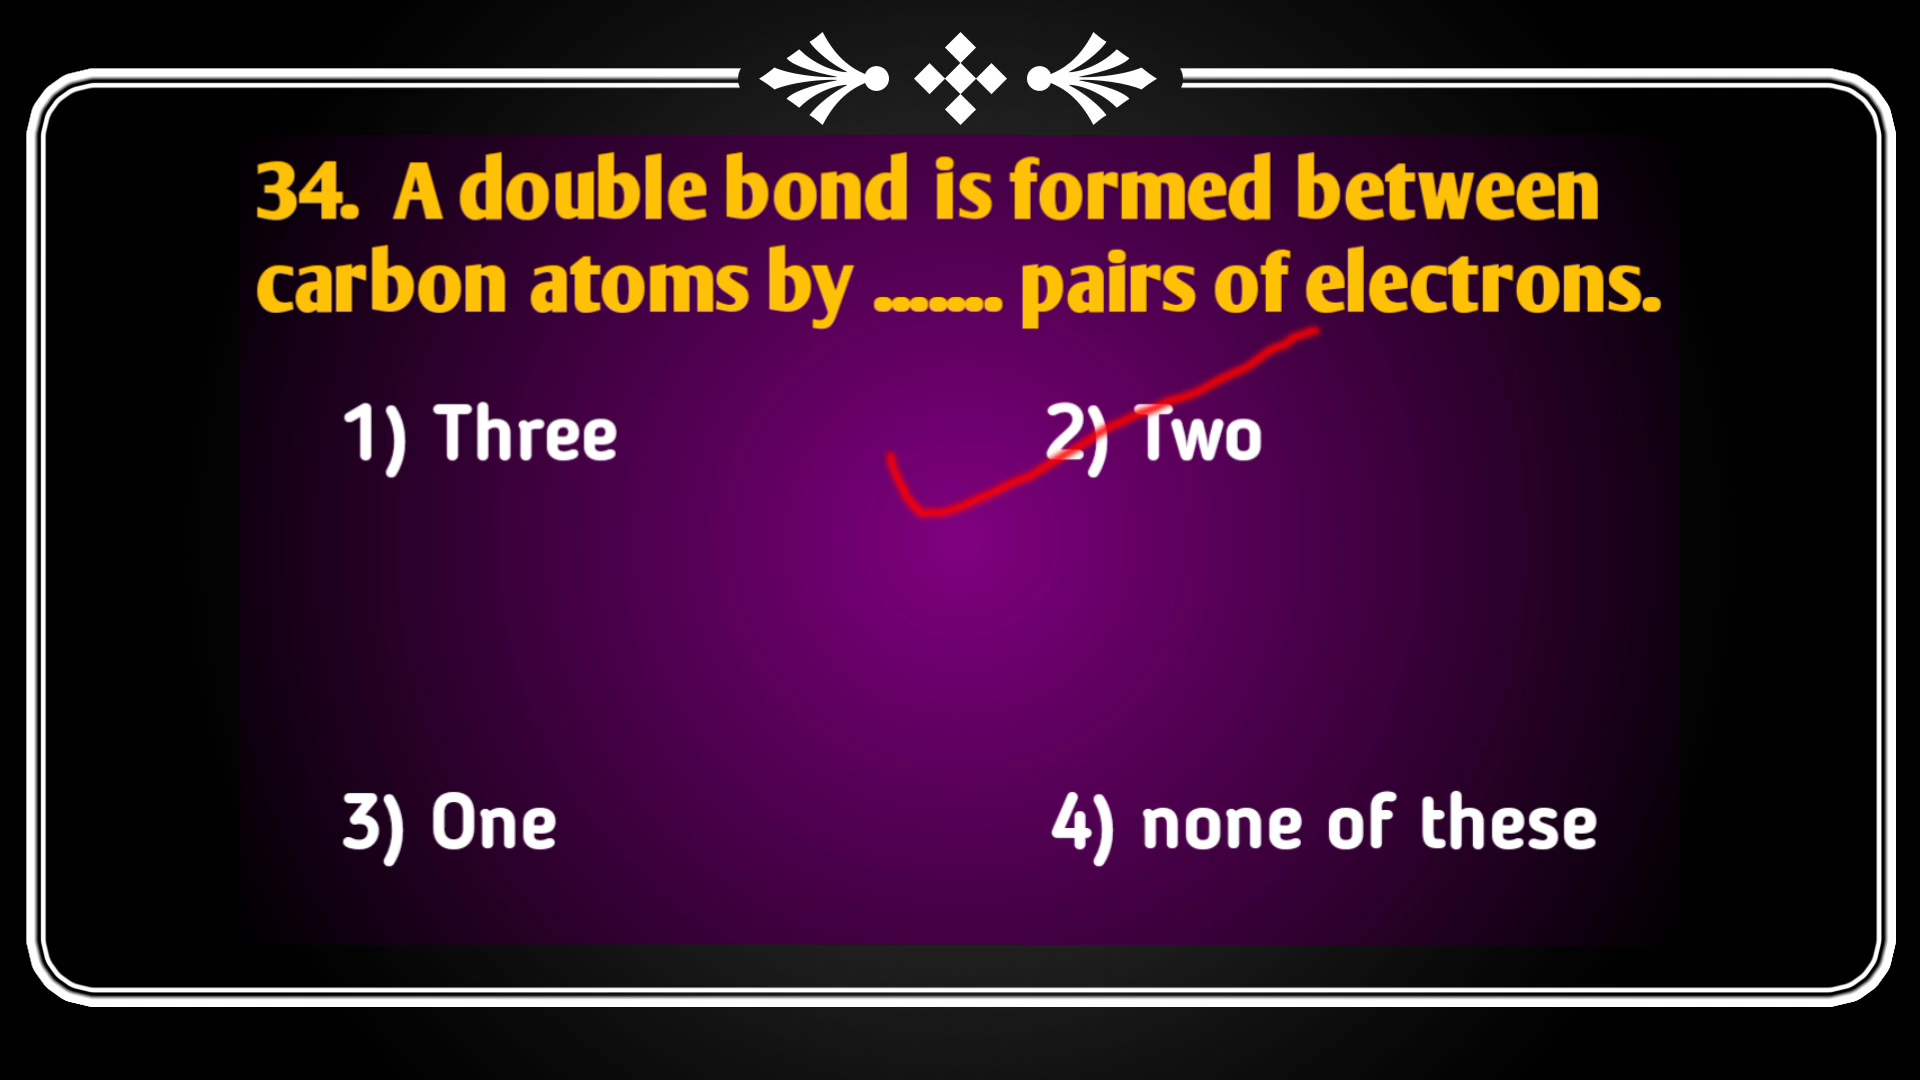 34. A double bond is formed between
carbon atoms by ....... pairs of electrons.
1) Three
2) Two
3) One
4) none of these